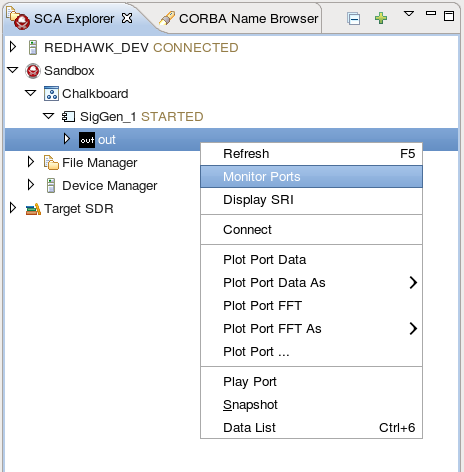 SCA Explorer
CORBA Name Browser
REDHAWK_DEV CONNECTED
Sandbox
Chalkboard
SigGen_1 STARTED
out out
File Manager
Device Manager
Target SDR
Refresh F5
Monitor Ports
Display SRI
Connect
Plot Port Data
Plot Port Data As
Plot Port FFT
Plot Port FFT As
Plot Port ...
Play Port
Snapshot
Data List Ctrl+6